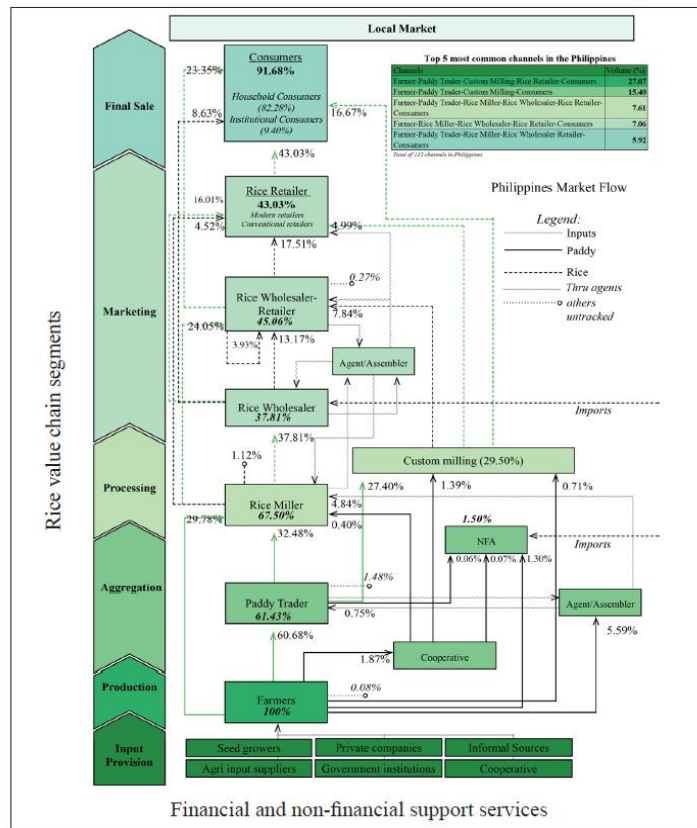 Local Market
Rice value chain segments
Final Sale
Marketing
Processing
Aggregation
Production
Input
Provision
Consumers
91.68%
Household Consumers
(82.28%)
Institutional Consumers
(9.40%)
23.35%
8.63%
16.67%
43.03%
Top 5 most common channels in the Philippines
Channels Volume (%)
Farmer-Paddy Trader-Custom Milling-Rice Retailer-Consumers 27.07
Farmer-Paddy Trader-Custom Milling-Consumers 15.40
Farmer-Paddy Trader-Rice Miller-Rice Wholesaler-Rice Retailer-
Consumers 7.61
Farmer-Rice Miller-Rice Wholesaler-Rice Retailer-Consumers 7.06
Farmer-Paddy Trader-Rice Miller-Rice Wholesaler Retailer-
Consumers 5.92
Total of 112 channels in Philippines
Philippines Market Flow
Legend:
Inputs
Paddy
Rice
Thru agents
others
untracked
Rice Retailer
43.03%
Modern retailers
Conventional retailers
16.01%
4.52%
4.99%
17.51%
Rice Wholesaler-
Retailer
45.06%
0.27%
7.84%
24.05%
3.93%
13.17%
Agent/Assembler
Rice Wholesaler
37.81%
Imports
37.81%
Custom milling (29.50%)
1.12%
27.40%
1.39%
0.71%
Rice Miller
67.50%
4.84%
0.40%
29.78%
32.48%
1.50%
NFA
Imports
0.06%
0.07%
1.30%
1.48%
Paddy Trader
61.43%
0.75%
Agent/Assembler
60.68%
5.59%
1.87%
Cooperative
0.08%
Farmers
100%
Seed growers
Private companies
Informal Sources
Agri input suppliers
Government institutions
Cooperative
Financial and non-financial support services